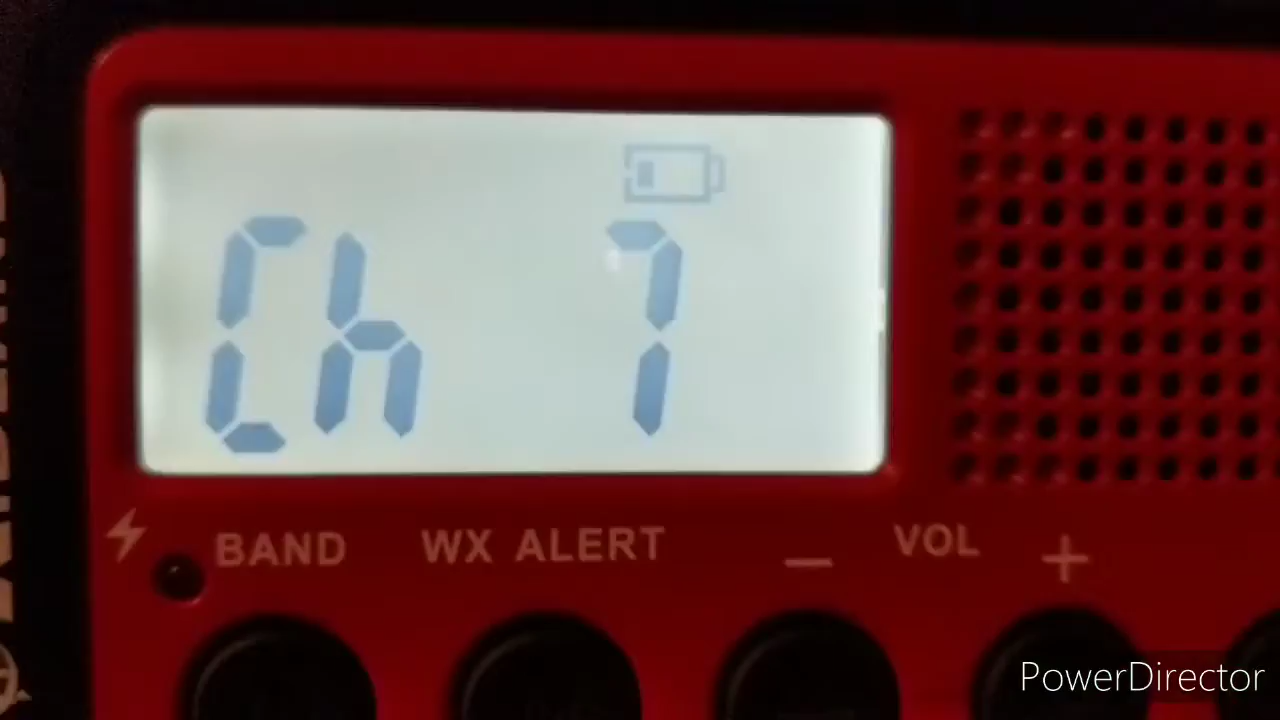 Ch 7
BAND WX ALERT – VOL +
PowerDirector